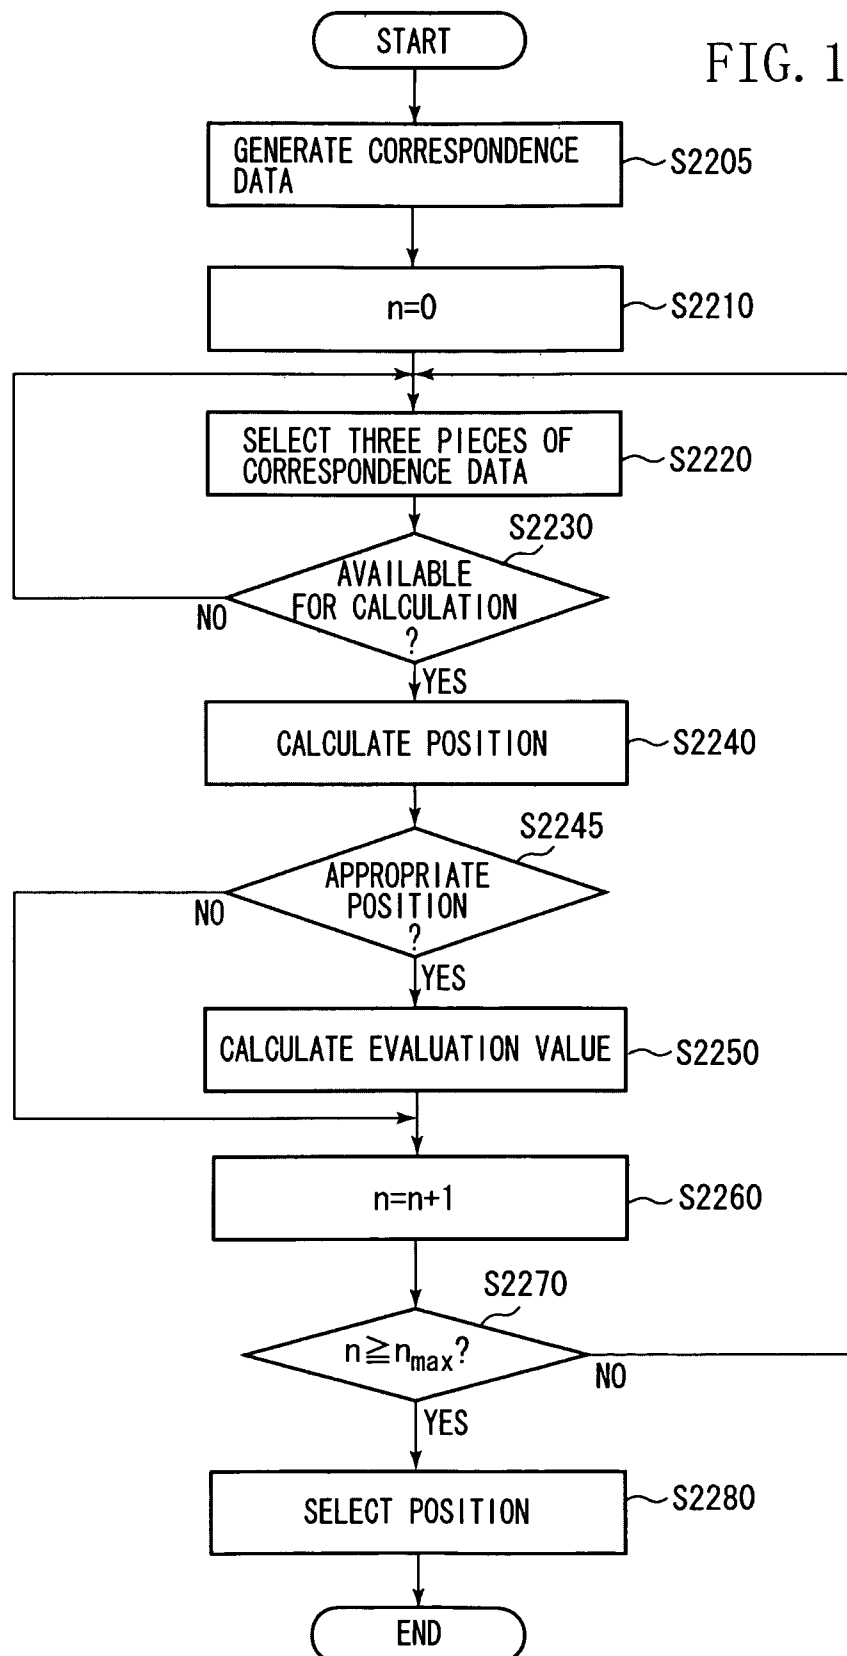 START
FIG. 1
GENERATE CORRESPONDENCE
DATA
S2205
n=0
S2210
SELECT THREE PIECES OF
CORRESPONDENCE DATA
S2220
S2230
AVAILABLE
FOR CALCULATION
?
NO
YES
CALCULATE POSITION
S2240
S2245
APPROPRIATE
POSITION
?
NO
YES
CALCULATE EVALUATION VALUE
S2250
n=n+1
S2260
S2270
n≧nmax?
NO
YES
SELECT POSITION
S2280
END